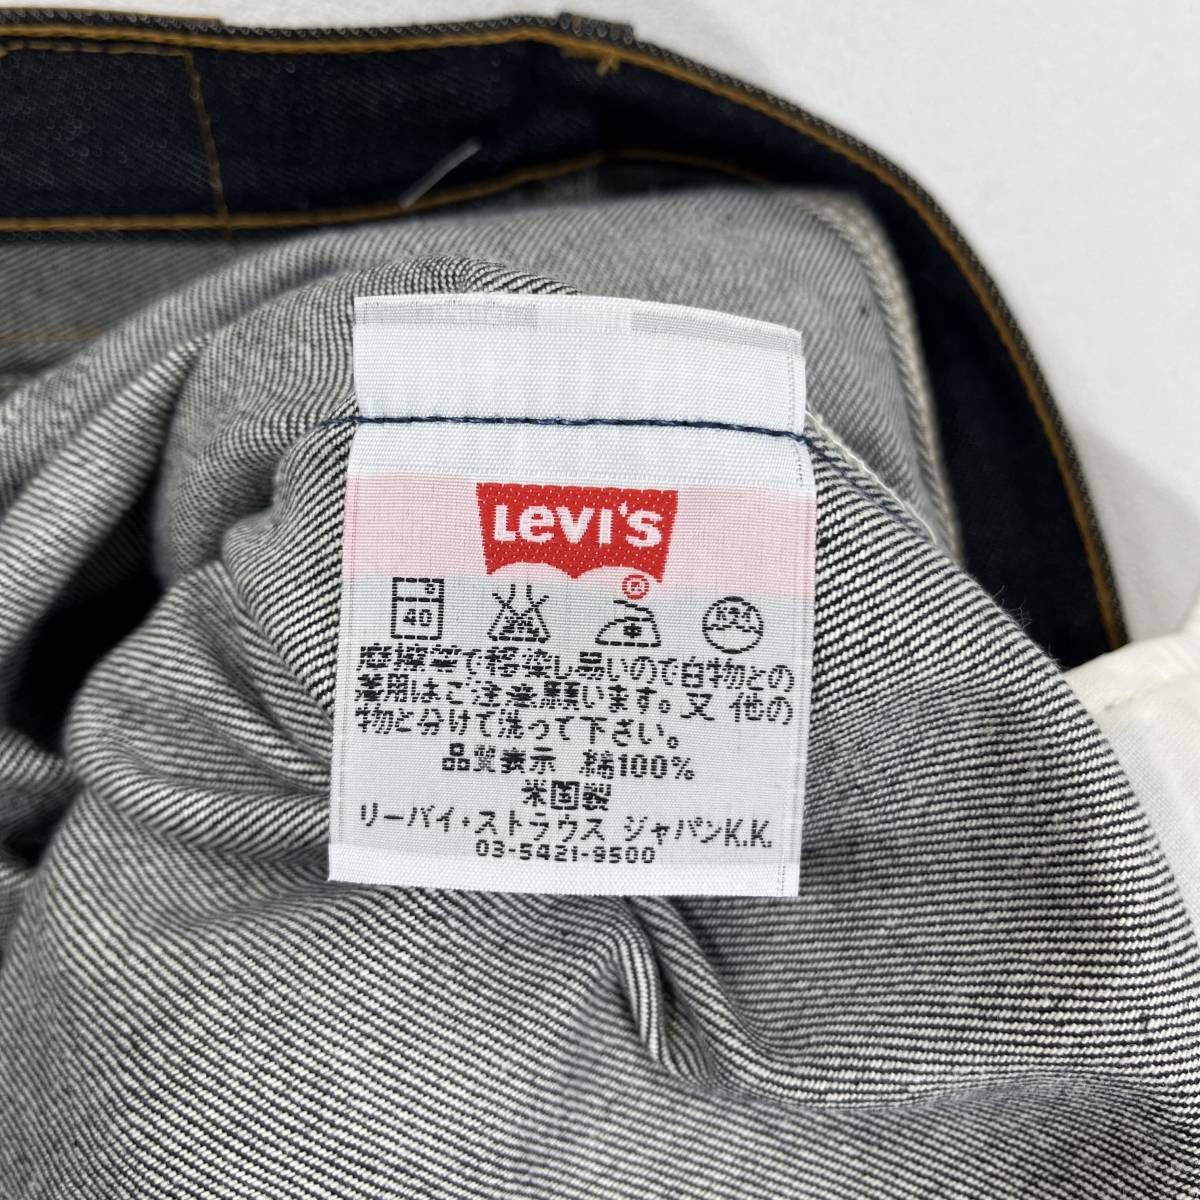 LEVI'S
®
40
摩擦等で移染し易いので白物との
着用はご注意願います。又 他の
物と分けて洗って下さい。
品質表示 綿100%
米国製
リーバイ・ストラウス ジャパンK.K.
03-5421-9500